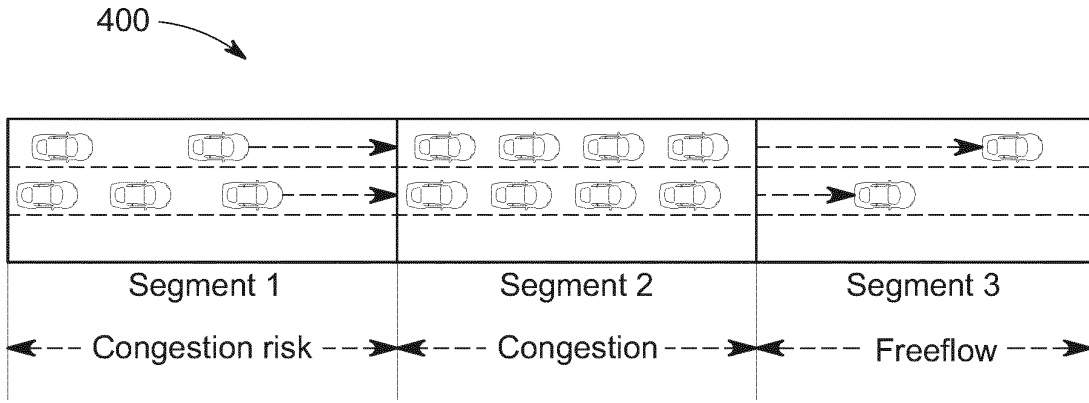 400
Segment 1
Segment 2
Segment 3
Congestion risk
Congestion
Freeflow